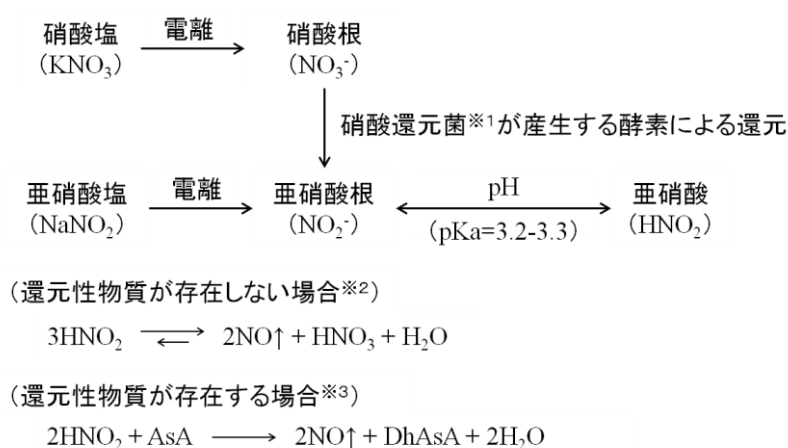 硝酸塩 電離 硝酸根
(KNO₃) (NO₃⁻)
硝酸還元菌※1が産生する酵素による還元
亜硝酸塩 電離 亜硝酸根 pH 亜硝酸
(NaNO₂) (NO₂⁻) (pKa=3.2-3.3) (HNO₂)
(還元性物質が存在しない場合※2)
3HNO₂ 2NO↑ + HNO₃ + H₂O
(還元性物質が存在する場合※3)
2HNO₂ + AsA 2NO↑ + DhAsA + 2H₂O